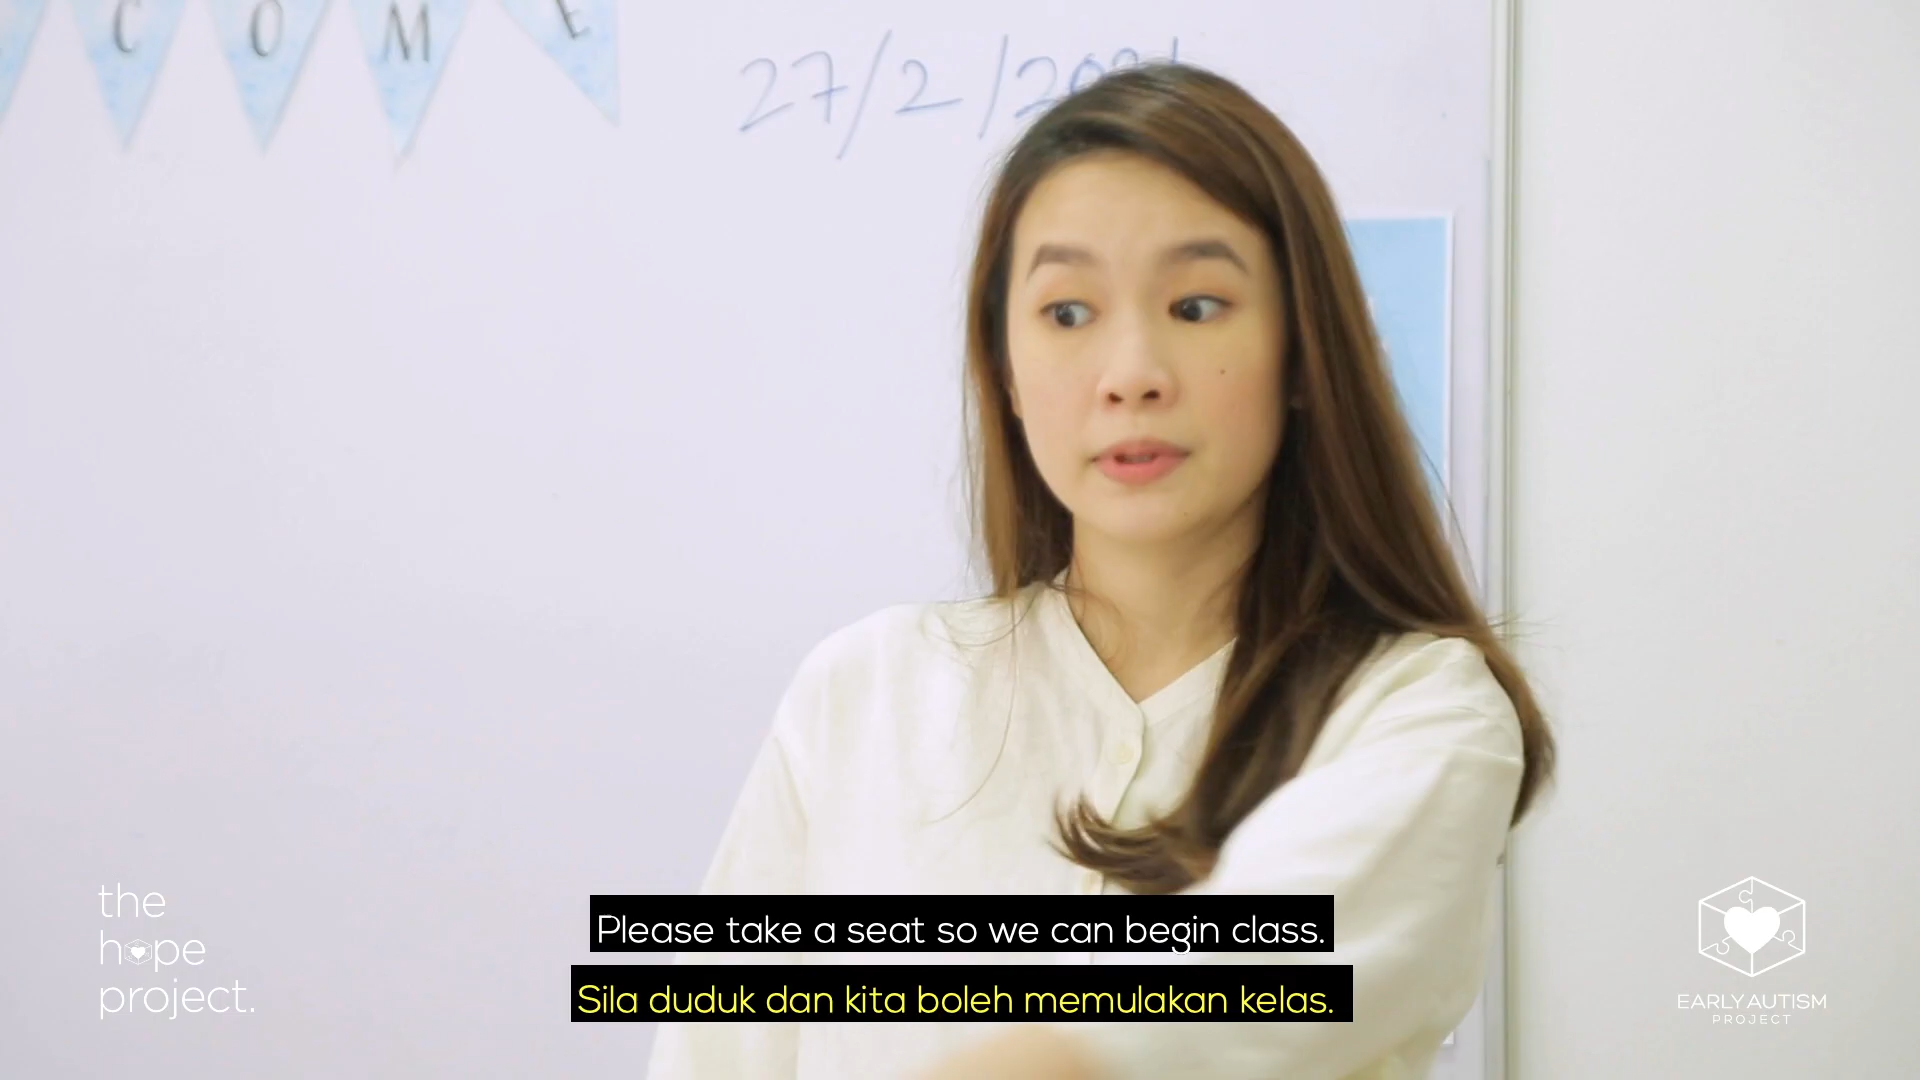 C O M E
27/2/202
Please take a seat so we can begin class.
Sila duduk dan kita boleh memulakan kelas.
the
hope
project.
EARLY AUTISM
PROJECT